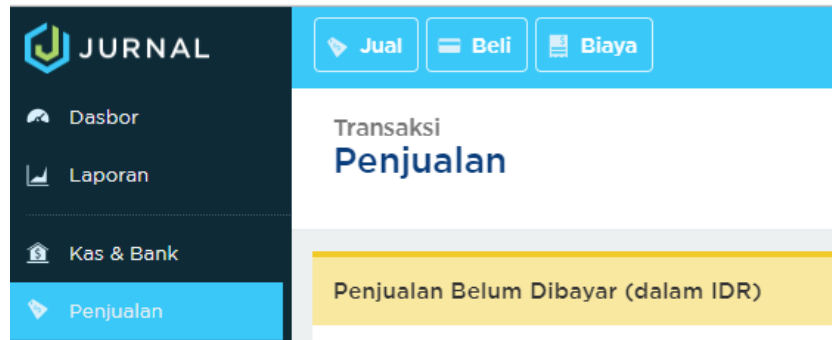 JURNAL
Jual
Beli
Biaya
Dasbor
Laporan
Kas & Bank
Penjualan
Transaksi
Penjualan
Penjualan Belum Dibayar (dalam IDR)